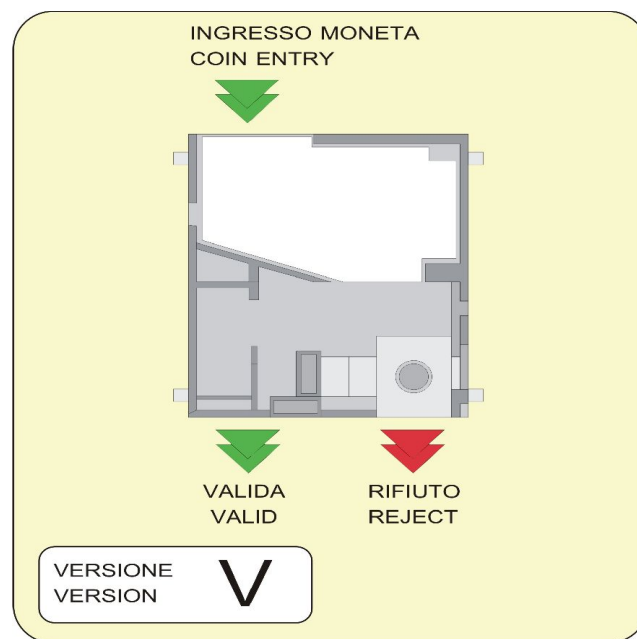 INGRESSO MONETA
COIN ENTRY
VALIDA
VALID
RIFIUTO
REJECT
VERSIONE
VERSION
V